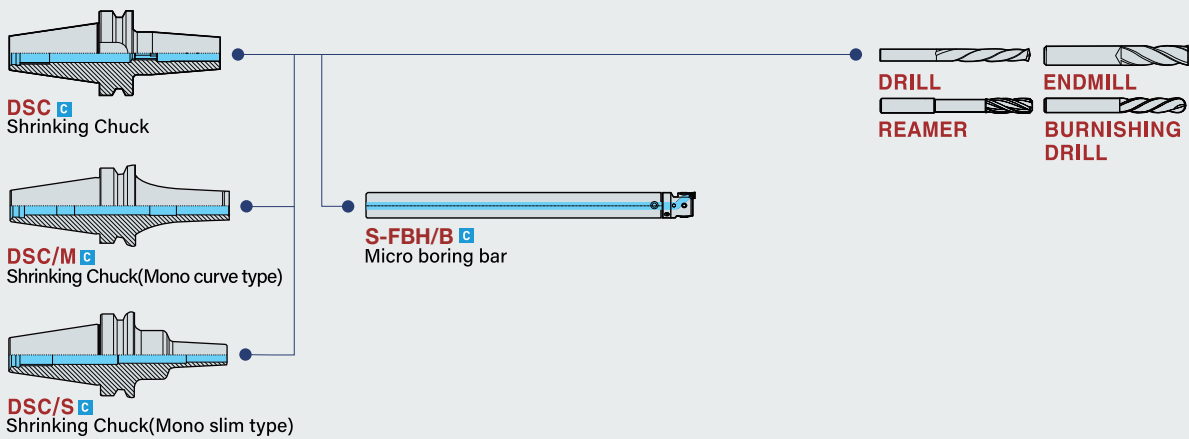 DSC C
Shrinking Chuck
DRILL
ENDMILL
REAMER
BURNISHING
DRILL
DSC/M C
Shrinking Chuck(Mono curve type)
S-FBH/B C
Micro boring bar
DSC/S C
Shrinking Chuck(Mono slim type)